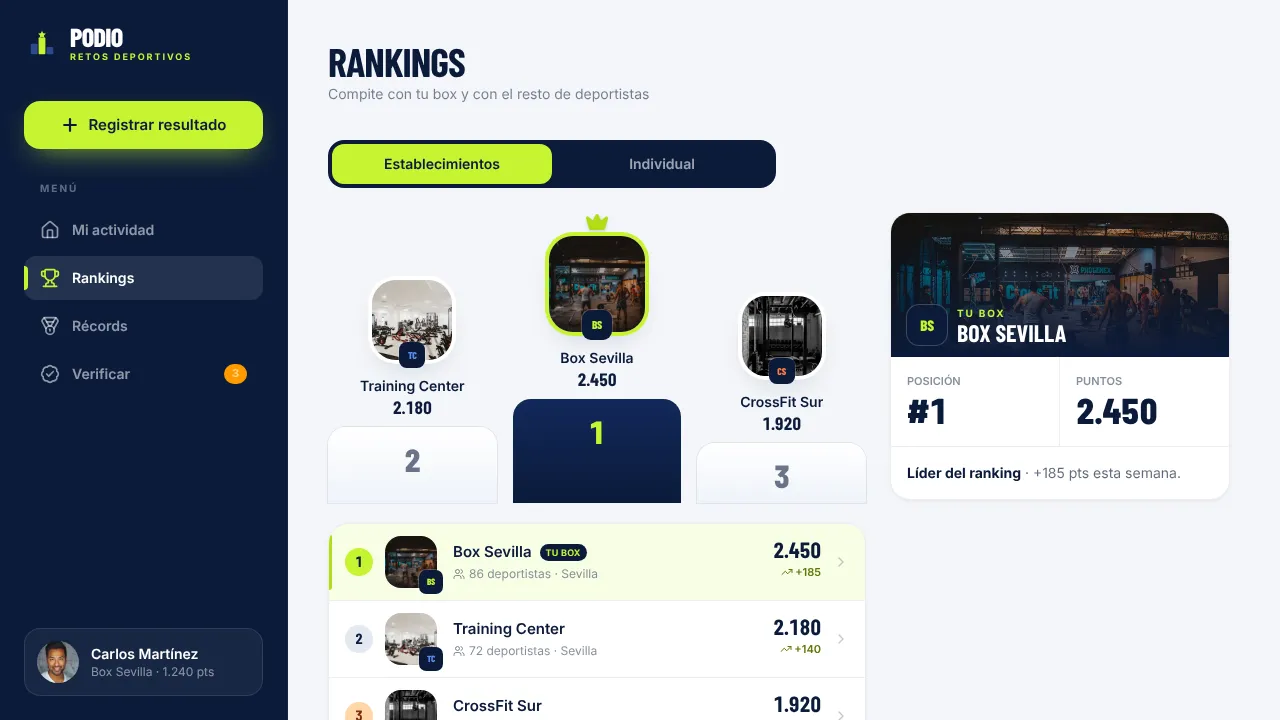 PODIO
RETOS DEPORTIVOS
Registrar resultado
MENÚ
Mi actividad
Rankings
Récords
Verificar
3
Carlos Martínez
Box Sevilla · 1.240 pts
RANKINGS
Compite con tu box y con el resto de deportistas
Establecimientos
Individual
TC
Training Center
2.180
2
BS
Box Sevilla
2.450
1
CS
CrossFit Sur
1.920
3
BS
TU BOX
BOX SEVILLA
POSICIÓN
#1
PUNTOS
2.450
Líder del ranking · +185 pts esta semana.
1
BS
Box Sevilla TU BOX
86 deportistas · Sevilla
2.450
+185
2
TC
Training Center
72 deportistas · Sevilla
2.180
+140
3
CrossFit Sur
1.920